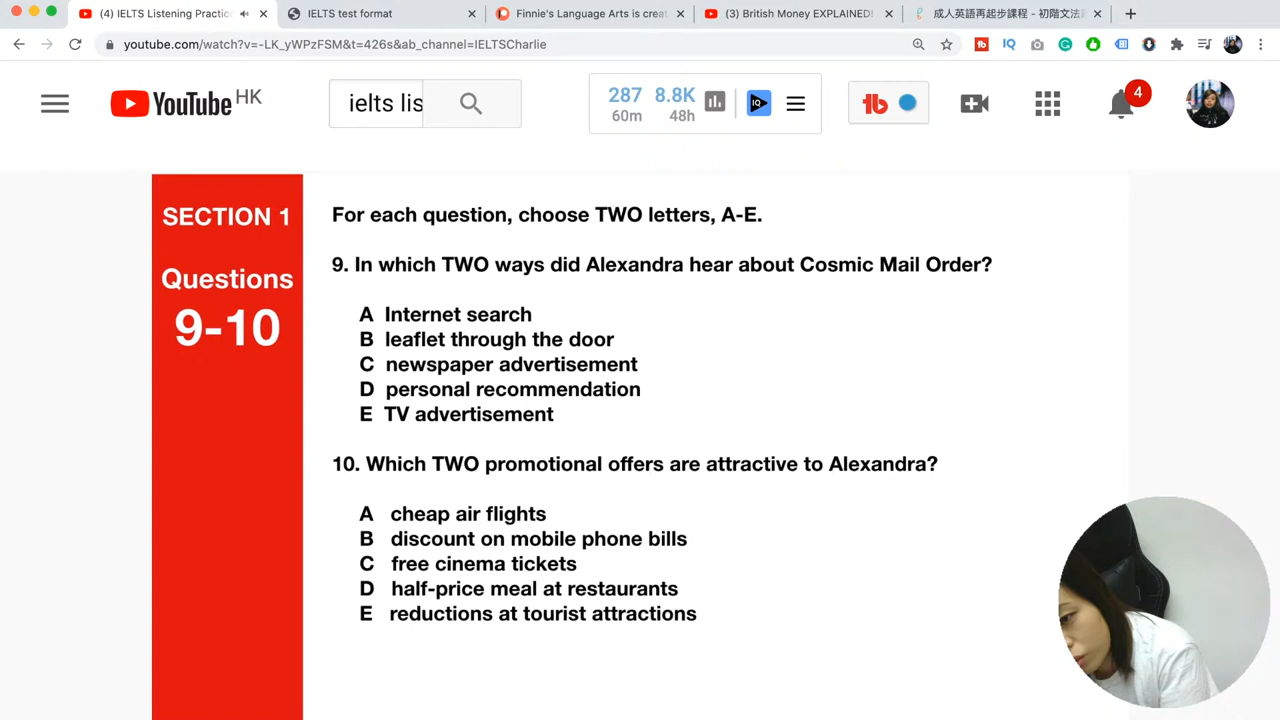 (4) IELTS Listening Practice
IELTS test format
Finnie's Language Arts is creat
(3) British Money EXPLAINED!
成人英語再起步課程 - 初階文法
youtube.com/watch?v=-LK_yWPzFSM&t=426s&ab_channel=IELTSCharlie
YouTube HK
ielts lis
287 8.8K
60m 48h
IQ
4
SECTION 1
Questions
9-10
For each question, choose TWO letters, A-E.
9. In which TWO ways did Alexandra hear about Cosmic Mail Order?
A Internet search
B leaflet through the door
C newspaper advertisement
D personal recommendation
E TV advertisement
10. Which TWO promotional offers are attractive to Alexandra?
A cheap air flights
B discount on mobile phone bills
C free cinema tickets
D half-price meal at restaurants
E reductions at tourist attractions